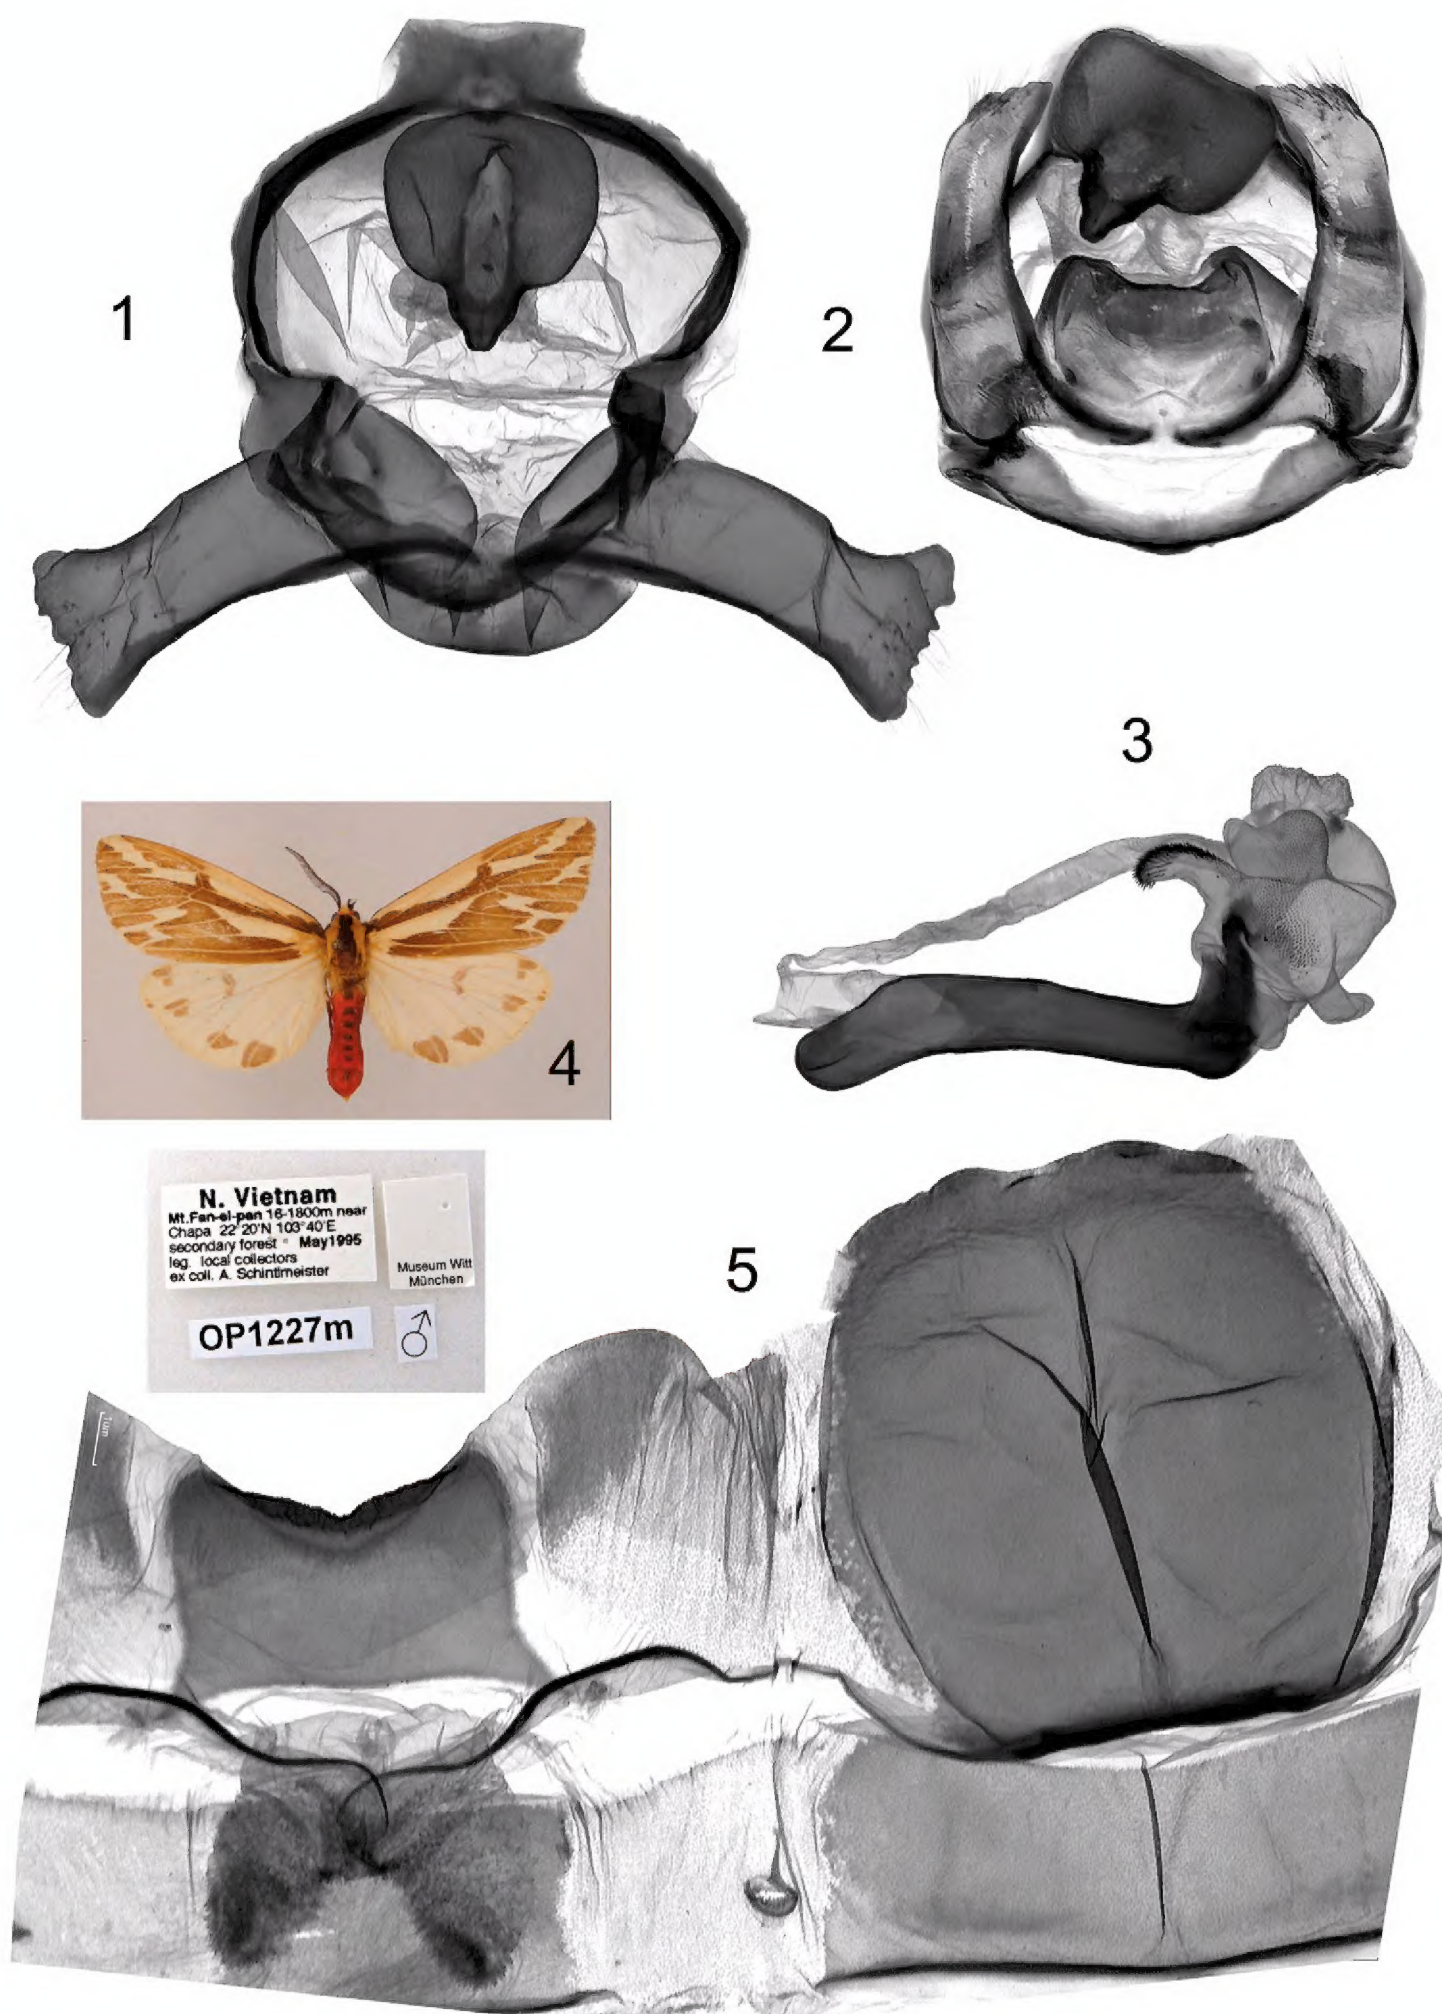 1
2
3
4
N. Vietnam
Mt.Fan-si-pan 16-1800m near
Chapa 22°20'N 103°40'E
secondary forest May1995
leg. local collectors
ex coll. A. Schintlmeister
Museum Witt
München
OP1227m
♂
5
1um